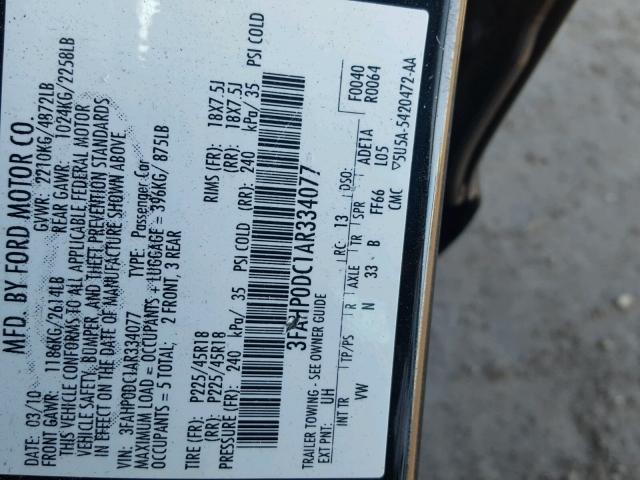 MFD. BY FORD MOTOR CO.
DATE: 03/10 GVWR: 2210KG/4872LB
FRONT GAWR: 1186KG/2614LB REAR GAWR: 1024KG/2258LB
THIS VEHICLE CONFORMS TO ALL APPLICABLE FEDERAL MOTOR
VEHICLE SAFETY, BUMPER, AND THEFT PREVENTION STANDARDS
IN EFFECT ON THE DATE OF MANUFACTURE SHOWN ABOVE.
VIN: 3FAHP0DC1AR334077 TYPE: Passenger Car
MAXIMUM LOAD = OCCUPANTS + LUGGAGE = 396KG/ 875LB
OCCUPANTS = 5 TOTAL; 2 FRONT, 3 REAR
TIRE (FR): P225/45R18 RIMS (FR): 18X7.5J
(RR): P225/45R18 (RR): 18X7.5J
PRESSURE (FR): 240 kPa/ 35 PSI COLD (RR): 240 kPa/ 35 PSI COLD
3FAHP0DC1AR334077
TRAILER TOWING - SEE OWNER GUIDE
F0040
R0064
EXT PNT: UH RC: 13 DSO:
INT TR TP/PS R AXLE TR SPR ADETA
VW N 33 B FF66 L05
CMC ▽5U5A-5420472-AA